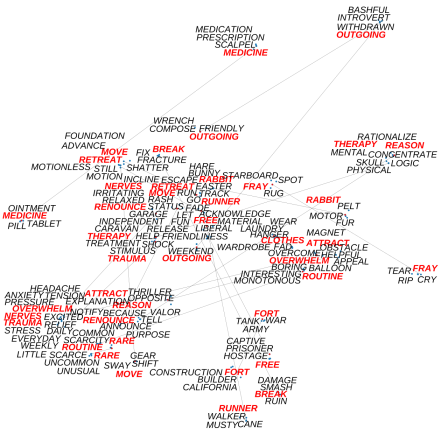 BASHFUL
INTROVERT
WITHDRAWN
OUTGOING
MEDICATION
PRESCRIPTION
SCALPEL
MEDICINE
WRENCH
COMPOSE FRIENDLY
OUTGOING
FOUNDATION
ADVANCE
MOVE FIX BREAK
RETREAT FRACTURE
MOTIONLESS STILL SHATTER
MOTION
RATIONALIZE
THERAPY REASON
MENTAL CONCENTRATE
SKULL LOGIC
PHYSICAL
HARE
BUNNY STARBOARD
INCLINE ESCAPE RABBIT SPOT
NERVES RETREAT EASTER FRAY
IRRITATING MOVE RUN TRACK RUG
RELAXED RASH GO RUNNER
RENOUNCE STATUS FADE
RABBIT
PELT
MOTOR
FUR
MAGNET
OINTMENT
MEDICINE
PILL TABLET
GARAGE LET ACKNOWLEDGE
INDEPENDENT FUN FREE MATERIAL WEAR
CARAVAN RELEASE LIBERAL LAUNDRY
THERAPY HELP FRIENDLINESS HANGER
TREATMENT SHOCK CLOTHES ATTRACT
STIMULUS WEEKEND WARDROBE FAD OBSTACLE
TRAUMA OUTGOING OVERCOME HELPFUL
OVERWHELM APPEAL
BORING BALLOON
INTERESTING ROUTINE
MONOTONOUS
TEAR FRAY
RIP CRY
HEADACHE
ANXIETY TENSION ATTRACT THRILLER
PRESSURE EXPLANATION OPPOSITE
OVERWHELM REASON
NERVES EXCITED NOTIFY BECAUSE VALOR
TRAUMA RELIEF RENOUNCE TELL
STRESS DAILY COMMON ANNOUNCE
EVERYDAY SCARCITY RARE PURPOSE
WEEKLY ROUTINE
LITTLE SCARCE RARE GEAR
UNCOMMON SWAY SHIFT
UNUSUAL MOVE
FORT
TANK WAR
ARMY
CAPTIVE
PRISONER
HOSTAGE
FREE
CONSTRUCTION FORT
BUILDER
CALIFORNIA
DAMAGE
SMASH
BREAK
RUIN
RUNNER
WALKER
MUSTY CANE